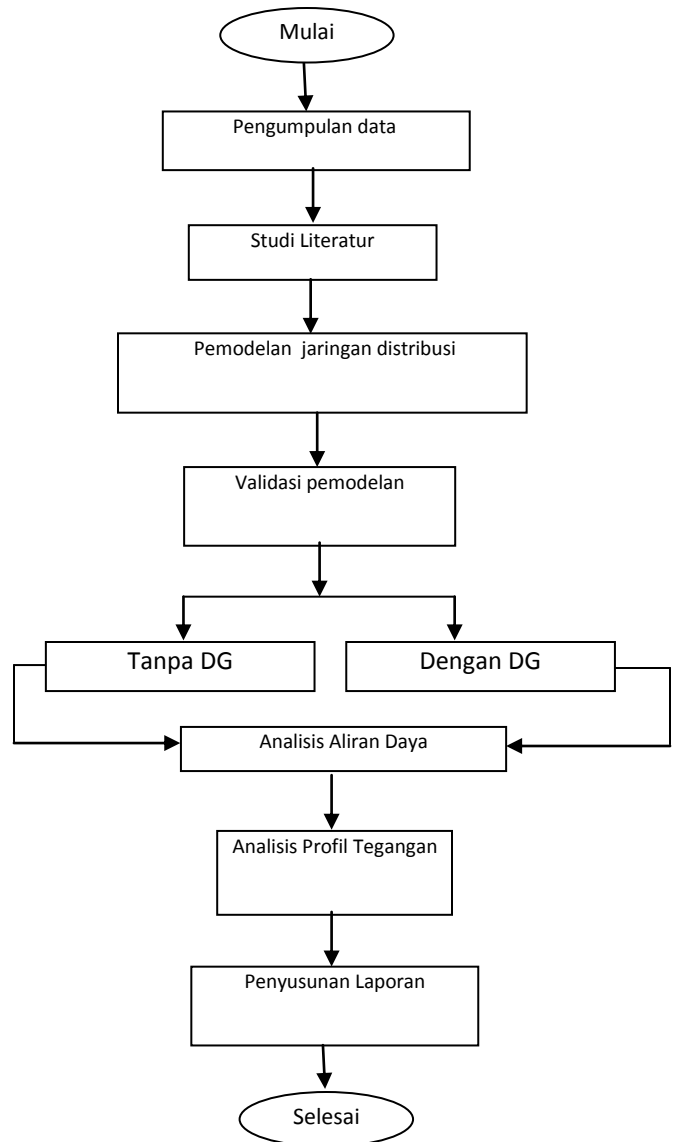 Mulai
Pengumpulan data
Studi Literatur
Pemodelan jaringan distribusi
Validasi pemodelan
Tanpa DG
Dengan DG
Analisis Aliran Daya
Analisis Profil Tegangan
Penyusunan Laporan
Selesai